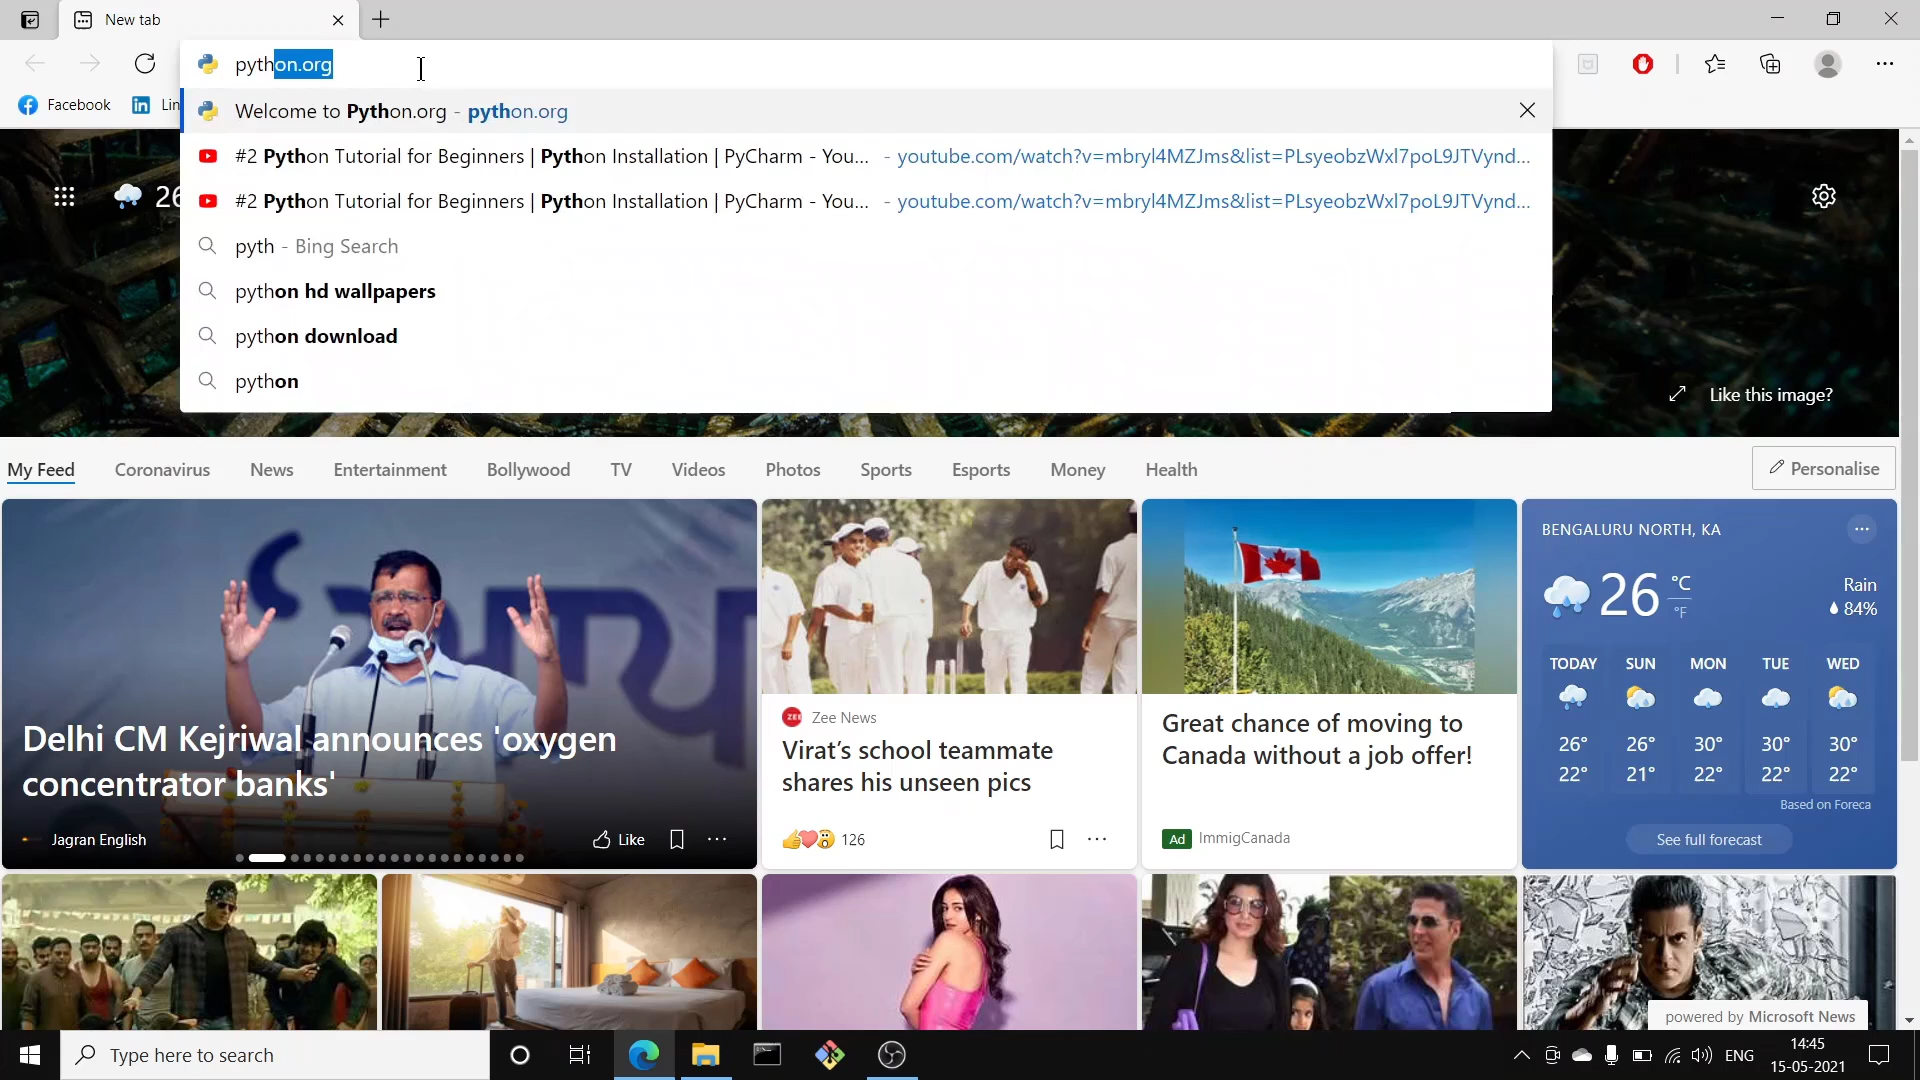 New tab
python.org
Facebook
Lin
Welcome to Python.org - python.org
#2 Python Tutorial for Beginners | Python Installation | PyCharm - You... - youtube.com/watch?v=mbryl4MZJms&list=PLsyeobzWxl7poL9JTVynd...
#2 Python Tutorial for Beginners | Python Installation | PyCharm - You... - youtube.com/watch?v=mbryl4MZJms&list=PLsyeobzWxl7poL9JTVynd...
26
pyth - Bing Search
python hd wallpapers
python download
python
Like this image?
My Feed Coronavirus News Entertainment Bollywood TV Videos Photos Sports Esports Money Health
Personalise
Delhi CM Kejriwal announces 'oxygen
concentrator banks'
Jagran English
Like
Zee News
Virat's school teammate
shares his unseen pics
126
Great chance of moving to
Canada without a job offer!
Ad ImmigCanada
BENGALURU NORTH, KA
26 °C
°F
Rain
84%
TODAY SUN MON TUE WED
26° 26° 30° 30° 30°
22° 21° 22° 22° 22°
Based on Foreca
See full forecast
powered by Microsoft News
Type here to search
ENG
14:45
15-05-2021